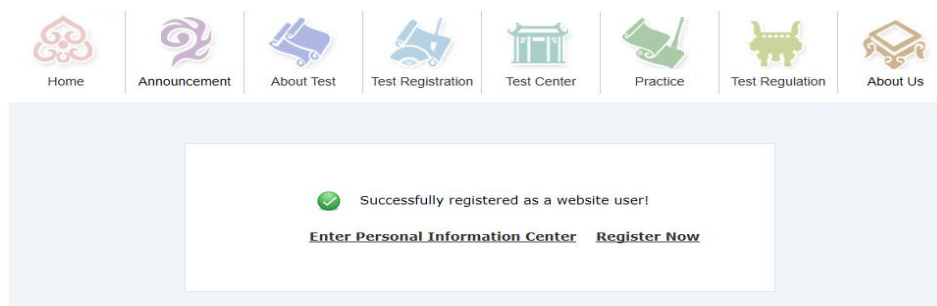 Home Announcement About Test Test Registration Test Center Practice Test Regulation About Us
Successfully registered as a website user!
Enter Personal Information Center Register Now